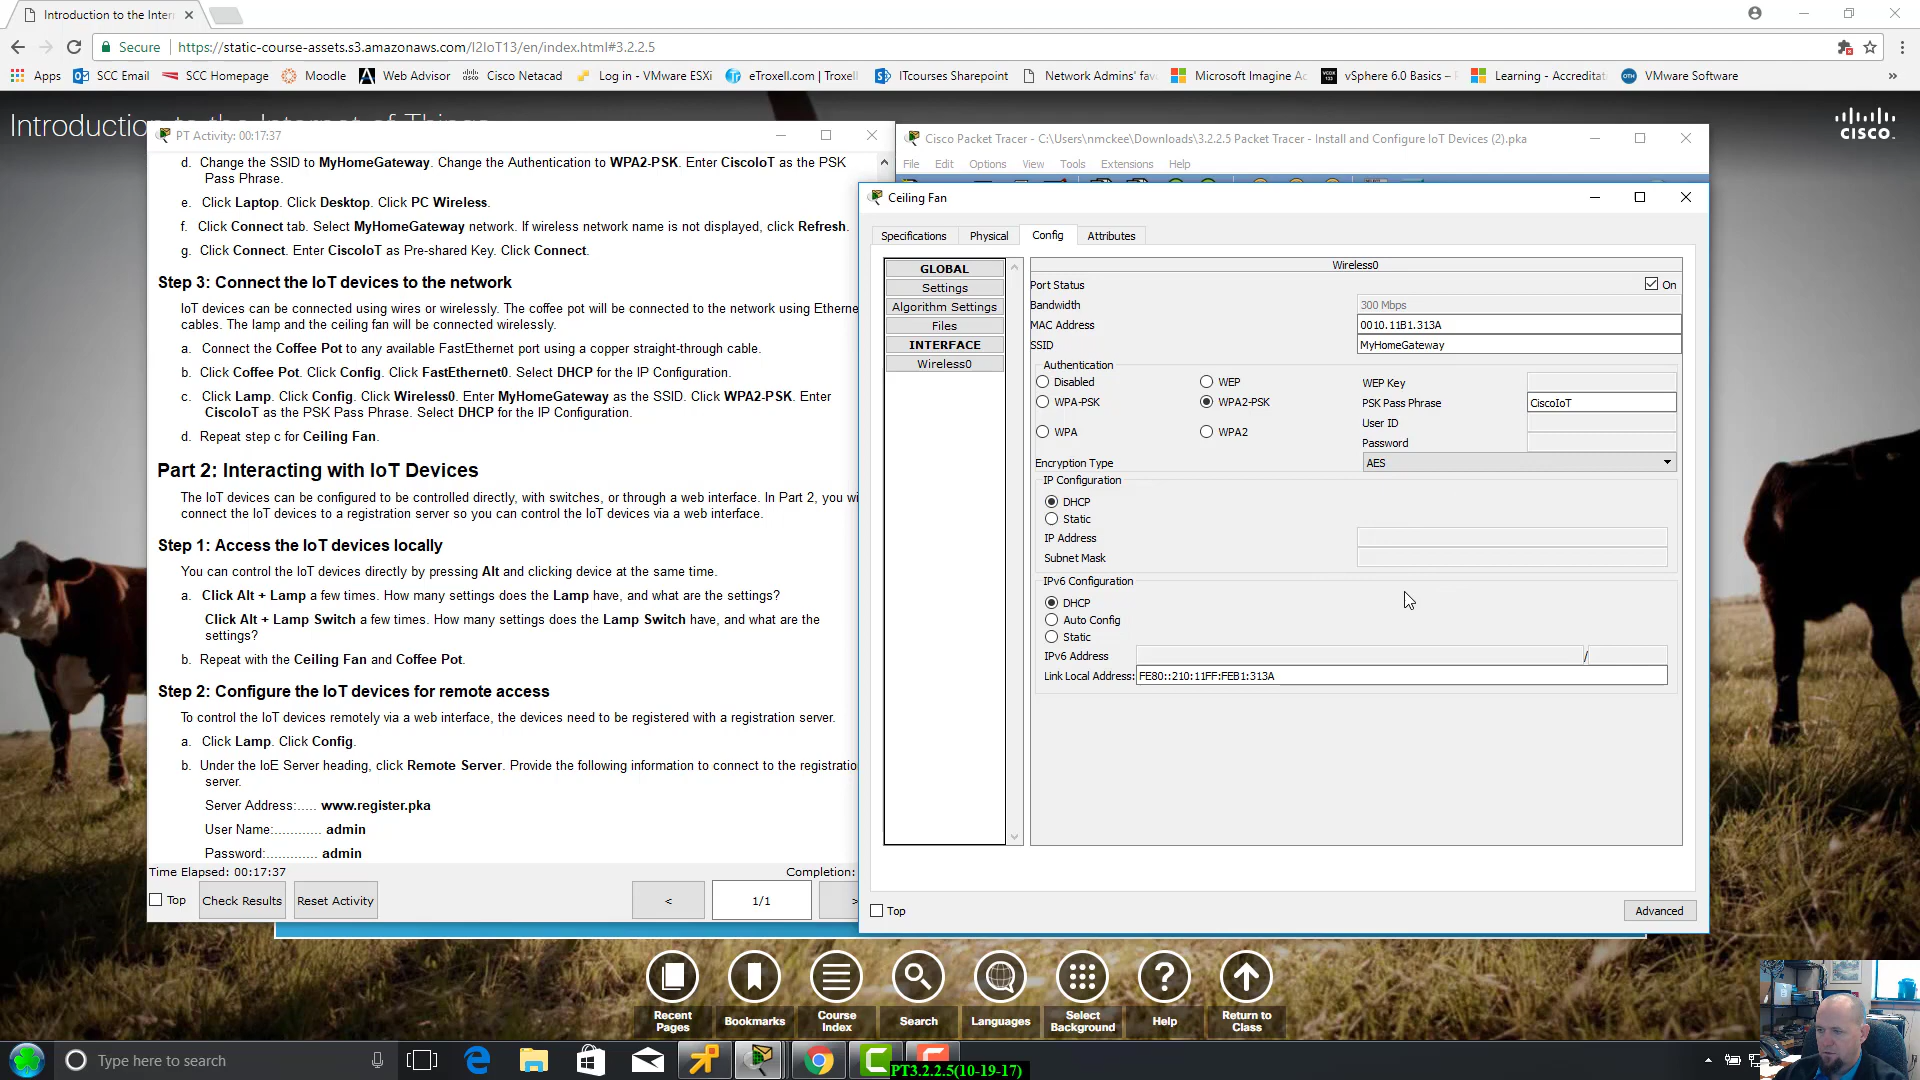 Introduction to the Inter
Secure
https://static-course-assets.s3.amazonaws.com/I2IoT13/en/index.html#3.2.2.5
Apps
SCC Email
SCC Homepage
Moodle
Web Advisor
Cisco Netacad
Log in - VMware ESXi
eTroxell.com | Troxell
ITcourses Sharepoint
Network Admins' fav
Microsoft Imagine Ac
vSphere 6.0 Basics –
Learning - Accreditat
VMware Software
»
Introduction to the Internet of Things
CISCO
PT Activity: 00:17:37
d. Change the SSID to MyHomeGateway. Change the Authentication to WPA2-PSK. Enter CiscoIoT as the PSK
Pass Phrase.
e. Click Laptop. Click Desktop. Click PC Wireless.
f. Click Connect tab. Select MyHomeGateway network. If wireless network name is not displayed, click Refresh.
g. Click Connect. Enter CiscoIoT as Pre-shared Key. Click Connect.
Step 3: Connect the IoT devices to the network
IoT devices can be connected using wires or wirelessly. The coffee pot will be connected to the network using Etherne
cables. The lamp and the ceiling fan will be connected wirelessly.
a. Connect the Coffee Pot to any available FastEthernet port using a copper straight-through cable.
b. Click Coffee Pot. Click Config. Click FastEthernet0. Select DHCP for the IP Configuration.
c. Click Lamp. Click Config. Click Wireless0. Enter MyHomeGateway as the SSID. Click WPA2-PSK. Enter
CiscoIoT as the PSK Pass Phrase. Select DHCP for the IP Configuration.
d. Repeat step c for Ceiling Fan.
Part 2: Interacting with IoT Devices
The IoT devices can be configured to be controlled directly, with switches, or through a web interface. In Part 2, you wi
connect the IoT devices to a registration server so you can control the IoT devices via a web interface.
Step 1: Access the IoT devices locally
You can control the IoT devices directly by pressing Alt and clicking device at the same time.
a. Click Alt + Lamp a few times. How many settings does the Lamp have, and what are the settings?
Click Alt + Lamp Switch a few times. How many settings does the Lamp Switch have, and what are the
settings?
b. Repeat with the Ceiling Fan and Coffee Pot.
Step 2: Configure the IoT devices for remote access
To control the IoT devices remotely via a web interface, the devices need to be registered with a registration server.
a. Click Lamp. Click Config.
b. Under the IoE Server heading, click Remote Server. Provide the following information to connect to the registratio
server.
Server Address:..... www.register.pka
User Name:............ admin
Password:............. admin
Time Elapsed: 00:17:37
Completion:
Top
Check Results
Reset Activity
<
1/1
>
Cisco Packet Tracer - C:\Users\nmckee\Downloads\3.2.2.5 Packet Tracer - Install and Configure IoT Devices (2).pka
File
Edit
Options
View
Tools
Extensions
Help
Ceiling Fan
Specifications
Physical
Config
Attributes
GLOBAL
Settings
Algorithm Settings
Files
INTERFACE
Wireless0
Wireless0
Port Status
On
Bandwidth
300 Mbps
MAC Address
0010.11B1.313A
SSID
MyHomeGateway
Authentication
Disabled
WEP
WEP Key
WPA-PSK
WPA2-PSK
PSK Pass Phrase
CiscoIoT
User ID
WPA
WPA2
Password
Encryption Type
AES
IP Configuration
DHCP
Static
IP Address
Subnet Mask
IPv6 Configuration
DHCP
Auto Config
Static
IPv6 Address
/
Link Local Address:
FE80::210:11FF:FEB1:313A
Top
Advanced
Recent
Pages
Bookmarks
Course
Index
Search
Languages
Select
Background
Help
Return to
Class
Type here to search
PT3.2.2.5(10-19-17)